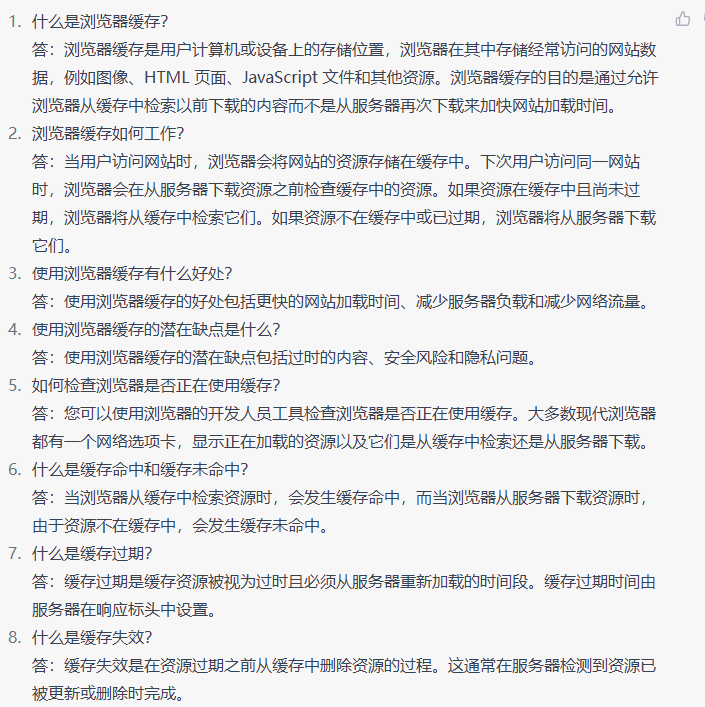 1. 什么是浏览器缓存？
答：浏览器缓存是用户计算机或设备上的存储位置，浏览器在其中存储经常访问的网站数
据，例如图像、HTML 页面、JavaScript 文件和其他资源。浏览器缓存的目的是通过允许
浏览器从缓存中检索以前下载的内容而不是从服务器再次下载来加快网站加载时间。
2. 浏览器缓存如何工作？
答：当用户访问网站时，浏览器会将网站的资源存储在缓存中。下次用户访问同一网站
时，浏览器会在从服务器下载资源之前检查缓存中的资源。如果资源在缓存中且尚未过
期，浏览器将从缓存中检索它们。如果资源不在缓存中或已过期，浏览器将从服务器下载
它们。
3. 使用浏览器缓存有什么好处？
答：使用浏览器缓存的好处包括更快的网站加载时间、减少服务器负载和减少网络流量。
4. 使用浏览器缓存的潜在缺点是什么？
答：使用浏览器缓存的潜在缺点包括过时的内容、安全风险和隐私问题。
5. 如何检查浏览器是否正在使用缓存？
答：您可以使用浏览器的开发人员工具检查浏览器是否正在使用缓存。大多数现代浏览器
都有一个网络选项卡，显示正在加载的资源以及它们是从缓存中检索还是从服务器下载。
6. 什么是缓存命中和缓存未命中？
答：当浏览器从缓存中检索资源时，会发生缓存命中，而当浏览器从服务器下载资源时，
由于资源不在缓存中，会发生缓存未命中。
7. 什么是缓存过期？
答：缓存过期是缓存资源被视为过时且必须从服务器重新加载的时间段。缓存过期时间由
服务器在响应标头中设置。
8. 什么是缓存失效？
答：缓存失效是在资源过期之前从缓存中删除资源的过程。这通常在服务器检测到资源已
被更新或删除时完成。